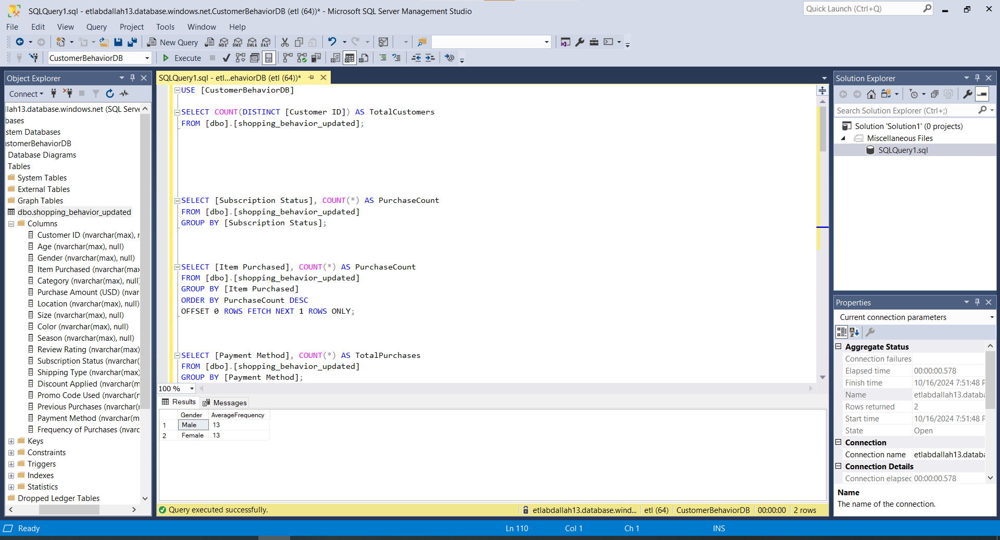 SQLQuery1.sql - etlabdallah13.database.windows.net.CustomerBehaviorDB (etl (64))* - Microsoft SQL Server Management Studio
Quick Launch (Ctrl+Q)
File Edit View Query Project Tools Window Help
New Query
MDX DMX XMLA DAX
CustomerBehaviorDB
Execute
Object Explorer
Connect
llah13.database.windows.net (SQL Serve
bases
stem Databases
ustomerBehaviorDB
Database Diagrams
Tables
System Tables
External Tables
Graph Tables
dbo.shopping_behavior_updated
Columns
Customer ID (nvarchar(max), r
Age (nvarchar(max), null)
Gender (nvarchar(max), null)
Item Purchased (nvarchar(max
Category (nvarchar(max), null
Purchase Amount (USD) (nvar
Location (nvarchar(max), null)
Size (nvarchar(max), null)
Color (nvarchar(max), null)
Season (nvarchar(max), null)
Review Rating (nvarchar(max)
Subscription Status (nvarchar(
Shipping Type (nvarchar(max)
Discount Applied (nvarchar(m
Promo Code Used (nvarchar(r
Previous Purchases (nvarchar(r
Payment Method (nvarchar(m
Frequency of Purchases (nvarc
Keys
Constraints
Triggers
Indexes
Statistics
Dropped Ledger Tables
SQLQuery1.sql - etl...ehaviorDB (etl (64))*
USE [CustomerBehaviorDB]
SELECT COUNT(DISTINCT [Customer ID]) AS TotalCustomers
FROM [dbo].[shopping_behavior_updated];
SELECT [Subscription Status], COUNT(*) AS PurchaseCount
FROM [dbo].[shopping_behavior_updated]
GROUP BY [Subscription Status];
SELECT [Item Purchased], COUNT(*) AS PurchaseCount
FROM [dbo].[shopping_behavior_updated]
GROUP BY [Item Purchased]
ORDER BY PurchaseCount DESC
OFFSET 0 ROWS FETCH NEXT 1 ROWS ONLY;
SELECT [Payment Method], COUNT(*) AS TotalPurchases
FROM [dbo].[shopping_behavior_updated]
GROUP BY [Payment Method];
100 %
Results Messages
Gender AverageFrequency
1 Male 13
2 Female 13
Query executed successfully.
etlabdallah13.database.wind... etl (64) CustomerBehaviorDB 00:00:00 2 rows
Solution Explorer
Search Solution Explorer (Ctrl+;)
Solution 'Solution1' (0 projects)
Miscellaneous Files
SQLQuery1.sql
Properties
Current connection parameters
Aggregate Status
Connection failures
Elapsed time 00:00:00.578
Finish time 10/16/2024 7:51:48 P
Name etlabdallah13.databa
Rows returned 2
Start time 10/16/2024 7:51:48 P
State Open
Connection
Connection name etlabdallah13.databa
Connection Details
Connection elapsec 00:00:00.578
Name
The name of the connection.
Ready
Ln 110 Col 1 Ch 1 INS